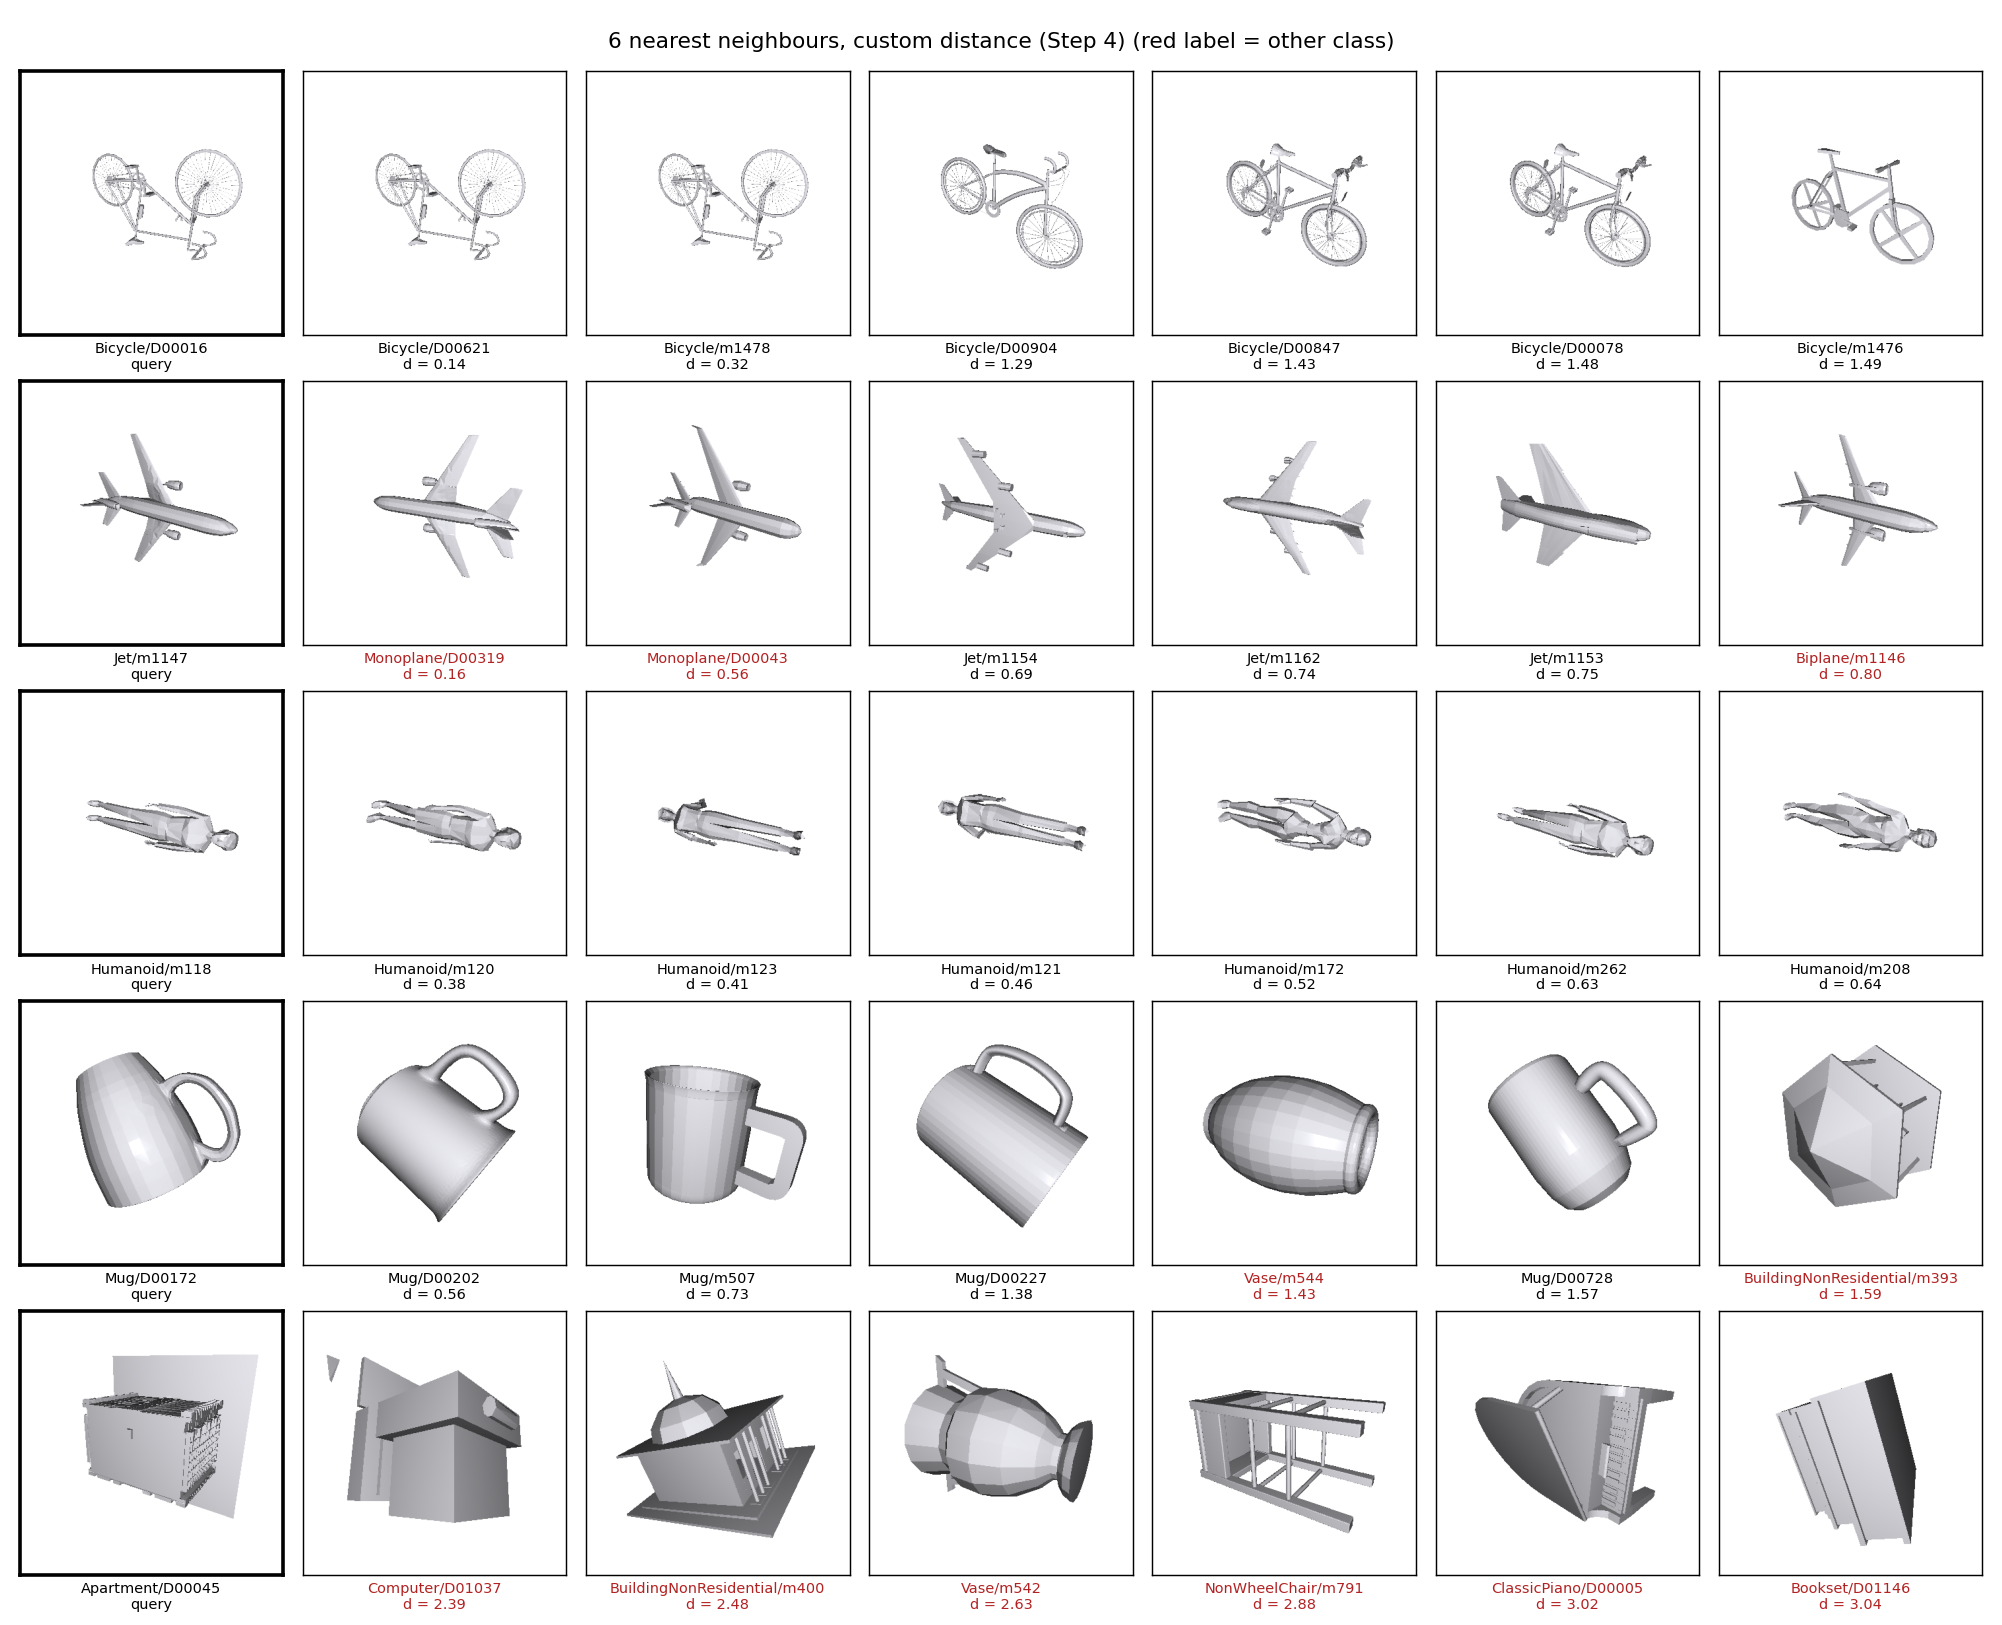 6 nearest neighbours, custom distance (Step 4) (red label = other class)
Bicycle/D00016
query
Bicycle/D00621
d = 0.14
Bicycle/m1478
d = 0.32
Bicycle/D00904
d = 1.29
Bicycle/D00847
d = 1.43
Bicycle/D00078
d = 1.48
Bicycle/m1476
d = 1.49
Jet/m1147
query
Monoplane/D00319
d = 0.16
Monoplane/D00043
d = 0.56
Jet/m1154
d = 0.69
Jet/m1162
d = 0.74
Jet/m1153
d = 0.75
Biplane/m1146
d = 0.80
Humanoid/m118
query
Humanoid/m120
d = 0.38
Humanoid/m123
d = 0.41
Humanoid/m121
d = 0.46
Humanoid/m172
d = 0.52
Humanoid/m262
d = 0.63
Humanoid/m208
d = 0.64
Mug/D00172
query
Mug/D00202
d = 0.56
Mug/m507
d = 0.73
Mug/D00227
d = 1.38
Vase/m544
d = 1.43
Mug/D00728
d = 1.57
BuildingNonResidential/m393
d = 1.59
Apartment/D00045
query
Computer/D01037
d = 2.39
BuildingNonResidential/m400
d = 2.48
Vase/m542
d = 2.63
NonWheelChair/m791
d = 2.88
ClassicPiano/D00005
d = 3.02
Bookset/D01146
d = 3.04